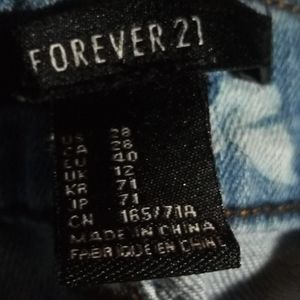 FOREVER 21
US 28
CA 28
EU 40
UK 12
KR 71
JP 71
CN 165/71A
MADE IN CHINA
FABRIQUE EN CHINE